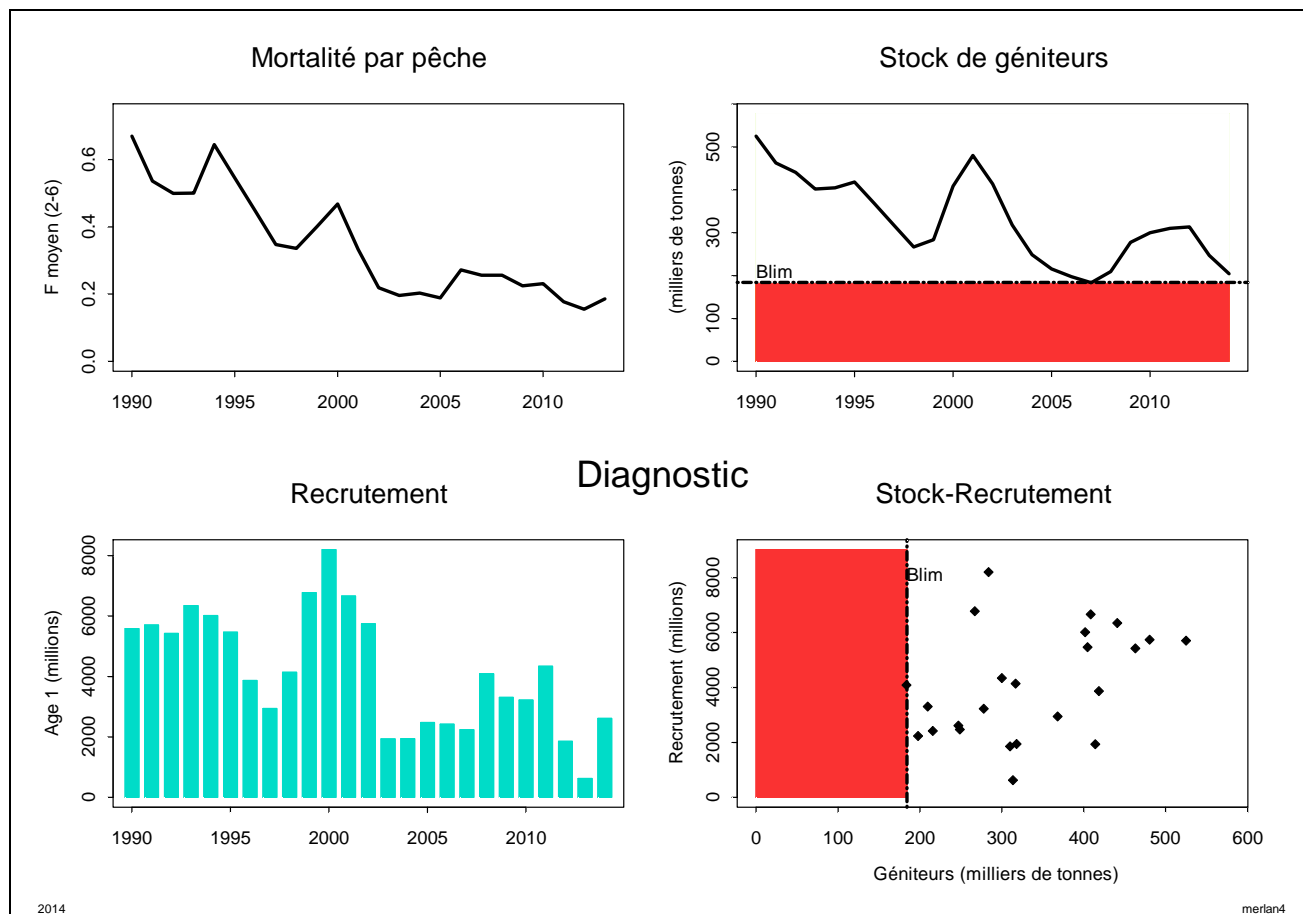 Mortalité par pêche
F moyen (2-6)
0.0 0.2 0.4 0.6
1990 1995 2000 2005 2010
Stock de géniteurs
(milliers de tonnes)
0 100 300 500
Blim
1990 1995 2000 2005 2010
Diagnostic
Recrutement
Age 1 (millions)
0 2000 4000 6000 8000
1990 1995 2000 2005 2010
Stock-Recrutement
Recrutement (millions)
0 2000 4000 6000 8000
Blim
0 100 200 300 400 500 600
Géniteurs (milliers de tonnes)
2014
merlan4